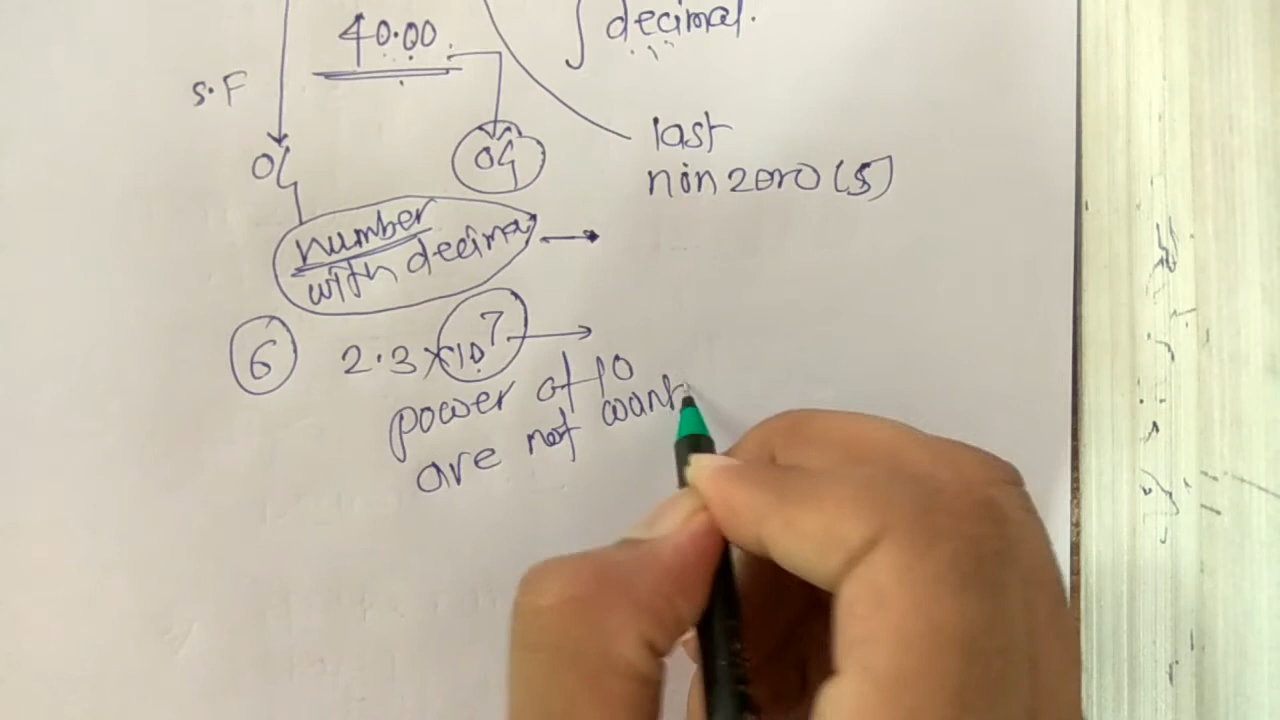 decimal.
40.00
S.F
last
04
04
non zero (5)
number
with decimal
6 2.3×10⁷
power of 10
are not count